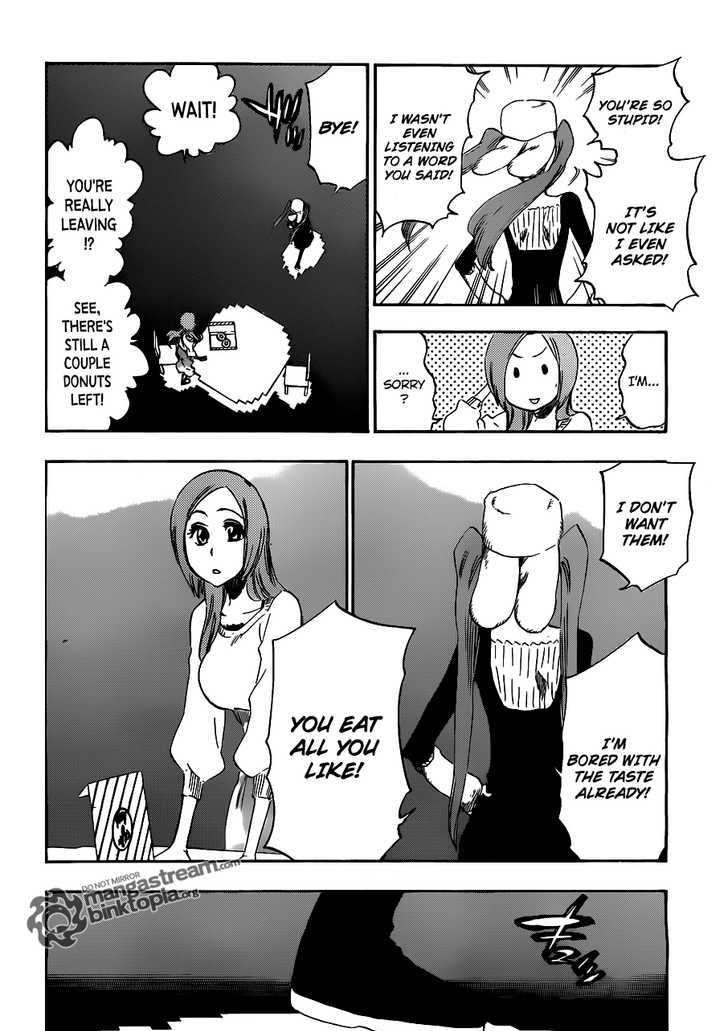 YOU'RE SO
STUPID!
I WASN'T
EVEN
LISTENING
TO A WORD
YOU SAID!
IT'S
NOT LIKE
I EVEN
ASKED!
BYE!
WAIT!
YOU'RE
REALLY
LEAVING
!?
SEE,
THERE'S
STILL A
COUPLE
DONUTS
LEFT!
I'M...
...
SORRY
?
I DON'T
WANT
THEM!
I'M
BORED WITH
THE TASTE
ALREADY!
YOU EAT
ALL YOU
LIKE!
DO NOT MIRROR
mangastream.com
binktopia.org